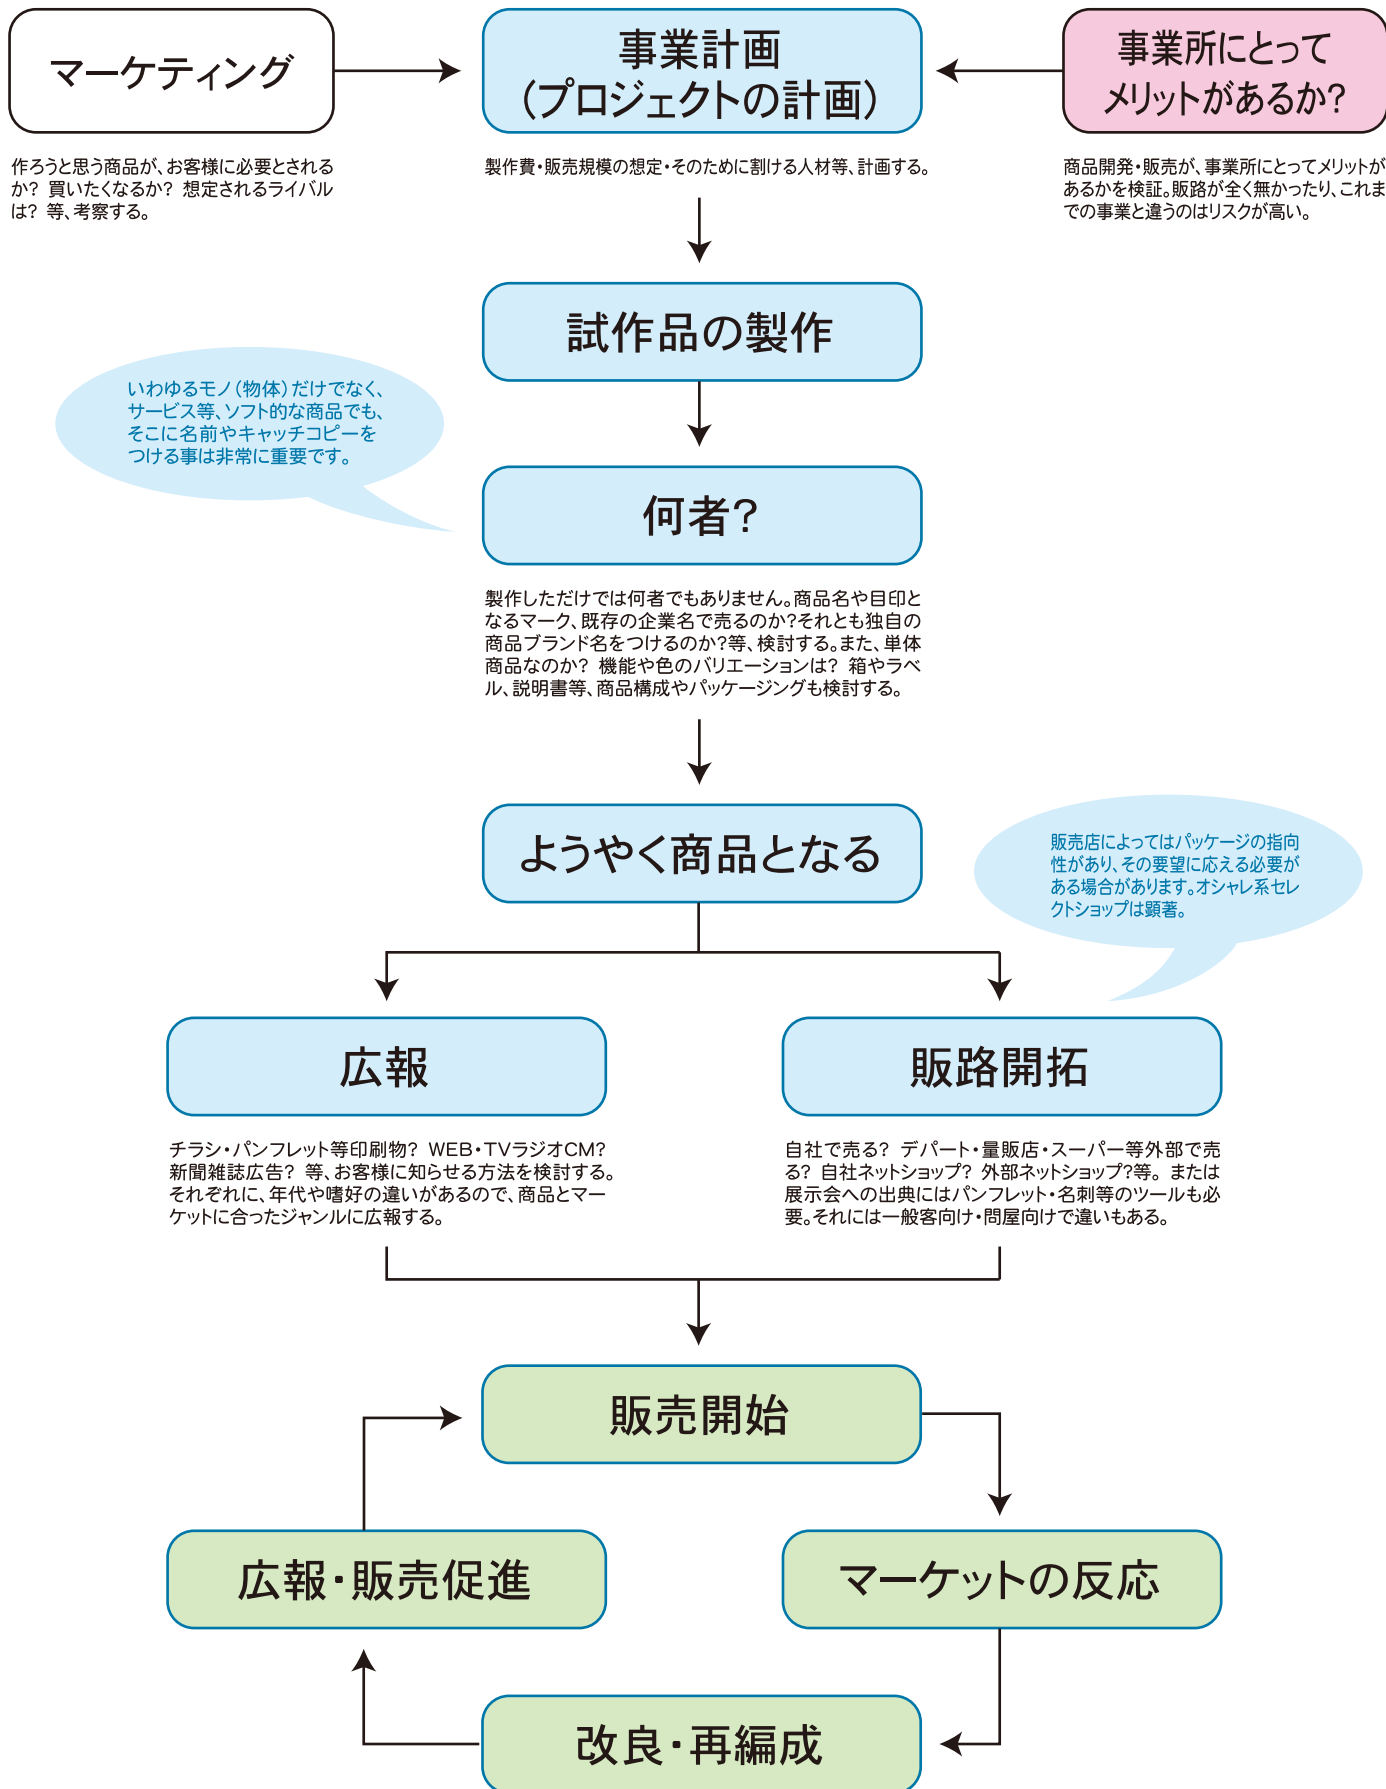 マーケティング
事業計画
（プロジェクトの計画）
事業所にとって
メリットがあるか？
作ろうと思う商品が、お客様に必要とされる
か？ 買いたくなるか？ 想定されるライバル
は？ 等、考察する。
製作費・販売規模の想定・そのために割ける人材等、計画する。
商品開発・販売が、事業所にとってメリットが
あるかを検証。販路が全く無かったり、これま
での事業と違うのはリスクが高い。
試作品の製作
いわゆるモノ（物体）だけでなく、
サービス等、ソフト的な商品でも、
そこに名前やキャッチコピーを
つける事は非常に重要です。
何者？
製作しただけでは何者でもありません。商品名や目印と
なるマーク、既存の企業名で売るのか？それとも独自の
商品ブランド名をつけるのか？等、検討する。また、単体
商品なのか？ 機能や色のバリエーションは？ 箱やラベ
ル、説明書等、商品構成やパッケージングも検討する。
ようやく商品となる
販売店によってはパッケージの指向
性があり、その要望に応える必要が
ある場合があります。オシャレ系セレ
クトショップは顕著。
広報
販路開拓
チラシ・パンフレット等印刷物？ WEB・TVラジオCM？
新聞雑誌広告？ 等、お客様に知らせる方法を検討する。
それぞれに、年代や嗜好の違いがあるので、商品とマー
ケットに合ったジャンルに広報する。
自社で売る？ デパート・量販店・スーパー等外部で売
る？ 自社ネットショップ？ 外部ネットショップ？等。 または
展示会への出典にはパンフレット・名刺等のツールも必
要。それには一般客向け・問屋向けで違いもある。
販売開始
広報・販売促進
マーケットの反応
改良・再編成